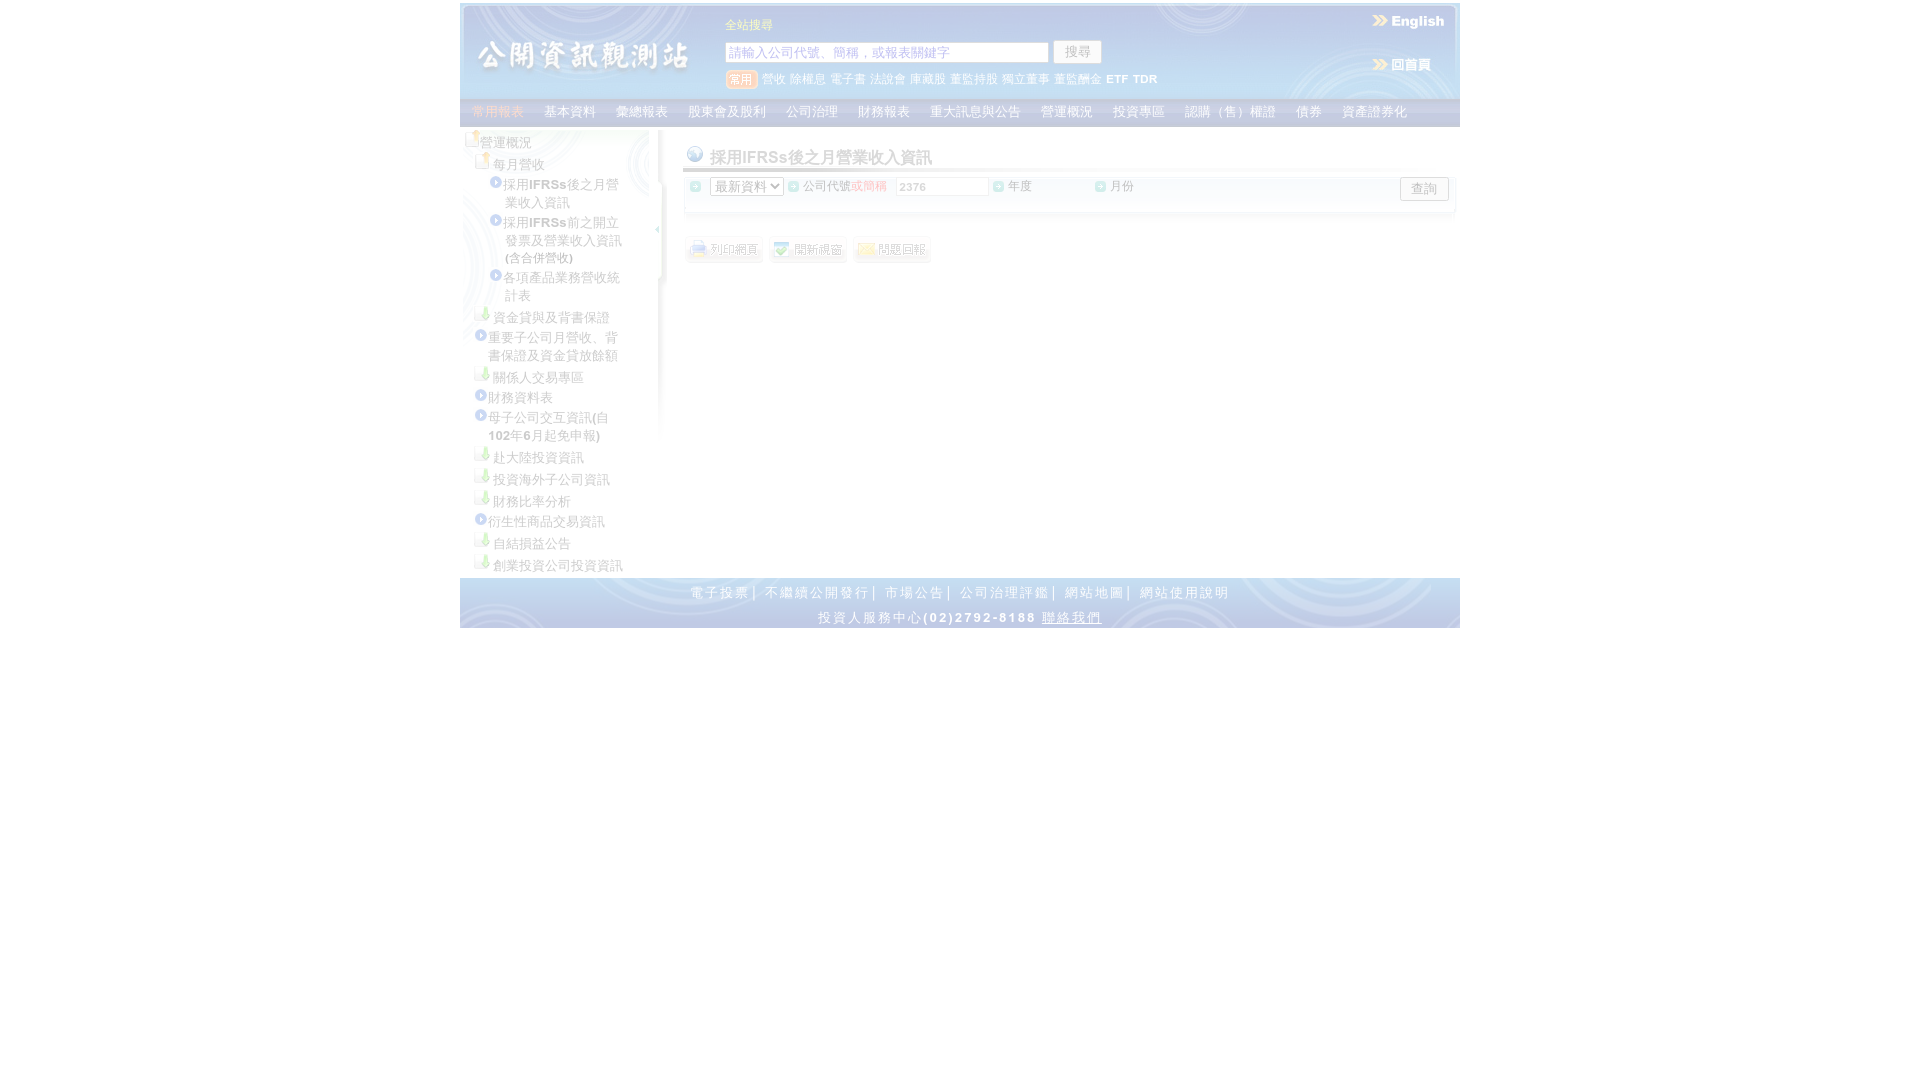 公開資訊觀測站
全站搜尋
請輸入公司代號、簡稱，或報表關鍵字
搜尋
常用 營收 除權息 電子書 法說會 庫藏股 董監持股 獨立董事 董監酬金 ETF TDR
English
回首頁
常用報表 基本資料 彙總報表 股東會及股利 公司治理 財務報表 重大訊息與公告 營運概況 投資專區 認購（售）權證 債券 資產證券化
營運概況
每月營收
採用IFRSs後之月營
業收入資訊
採用IFRSs前之開立
發票及營業收入資訊
(含合併營收)
各項產品業務營收統
計表
資金貸與及背書保證
重要子公司月營收、背
書保證及資金貸放餘額
關係人交易專區
財務資料表
母子公司交互資訊(自
102年6月起免申報)
赴大陸投資資訊
投資海外子公司資訊
財務比率分析
衍生性商品交易資訊
自結損益公告
創業投資公司投資資訊
採用IFRSs後之月營業收入資訊
最新資料 公司代號或簡稱 2376 年度 月份 查詢
列印網頁 開新視窗 問題回報
電子投票│ 不繼續公開發行│ 市場公告│ 公司治理評鑑│ 網站地圖│ 網站使用說明
投資人服務中心(02)2792-8188 聯絡我們